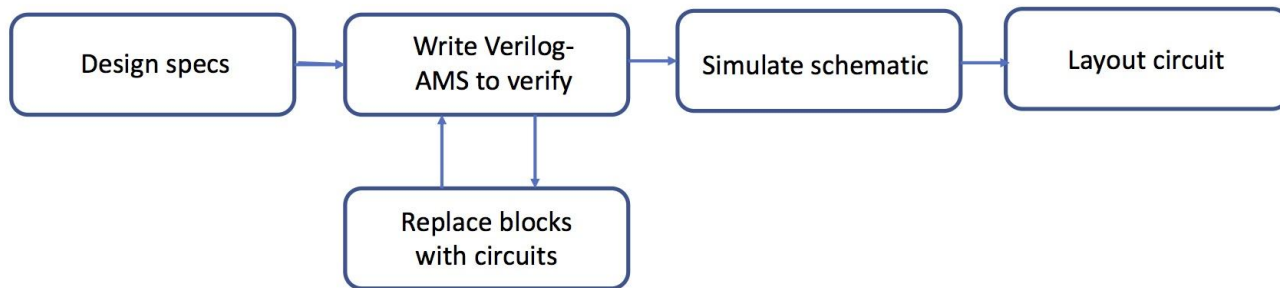 Design specs
Write Verilog-
AMS to verify
Simulate schematic
Layout circuit
Replace blocks
with circuits